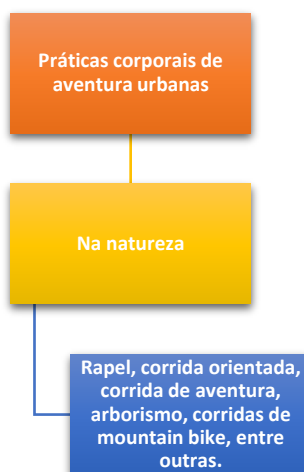 Práticas corporais de
aventura urbanas
Na natureza
Rapel, corrida orientada,
corrida de aventura,
arborismo, corridas de
mountain bike, entre
outras.